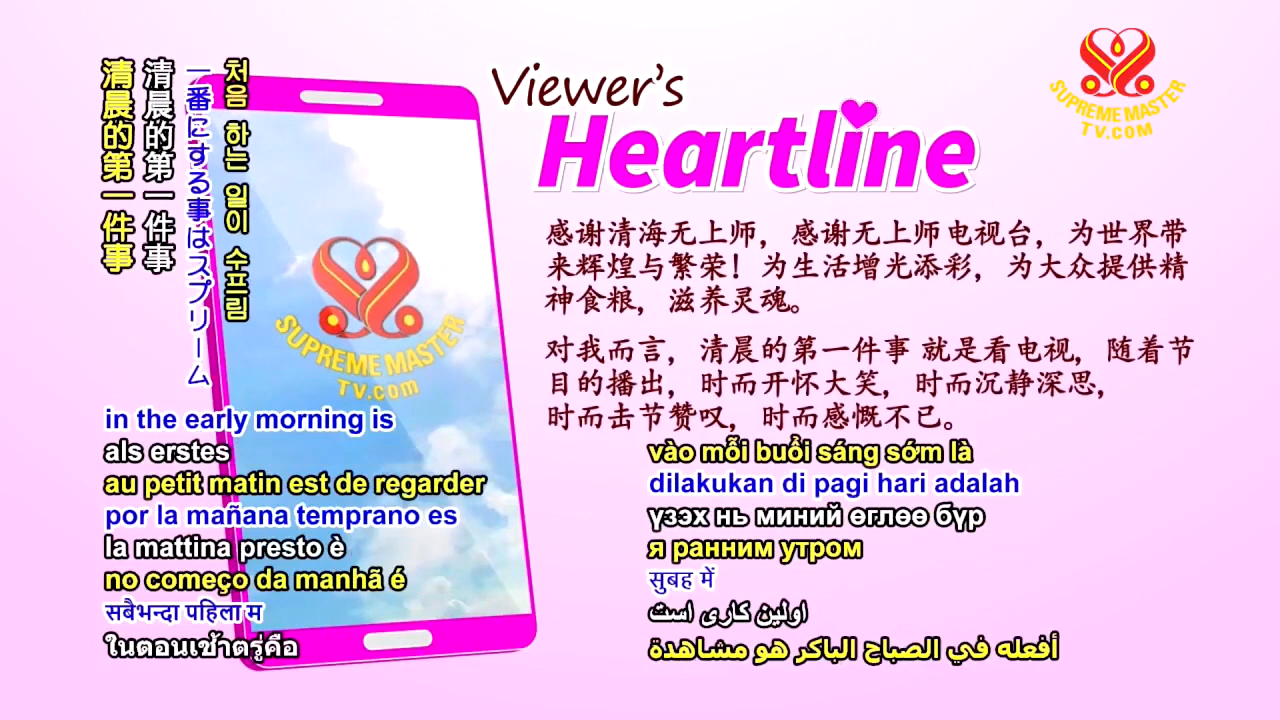 Viewer's
Heartline
SUPREME MASTER
TV.COM
感谢清海无上师，感谢无上师电视台，为世界带
来辉煌与繁荣！为生活增光添彩，为大众提供精
神食粮，滋养灵魂。
对我而言，清晨的第一件事 就是看电视，随着节
目的播出，时而开怀大笑，时而沉静深思，
时而击节赞叹，时而感慨不已。
처음 하는 일이 수프림
一番にする事はスプリーム
清晨的第一件事
清晨的第一件事
SUPREME MASTER
TV.COM
in the early morning is
als erstes
au petit matin est de regarder
por la mañana temprano es
la mattina presto è
no começo da manhã é
सबैभन्दा पहिला म
ในตอนเช้าตรู่คือ
vào mỗi buổi sáng sớm là
dilakukan di pagi hari adalah
үзэх нь миний өглөө бүр
я ранним утром
सुबह में
اولین کاری است
أفعله في الصباح الباكر هو مشاهدة